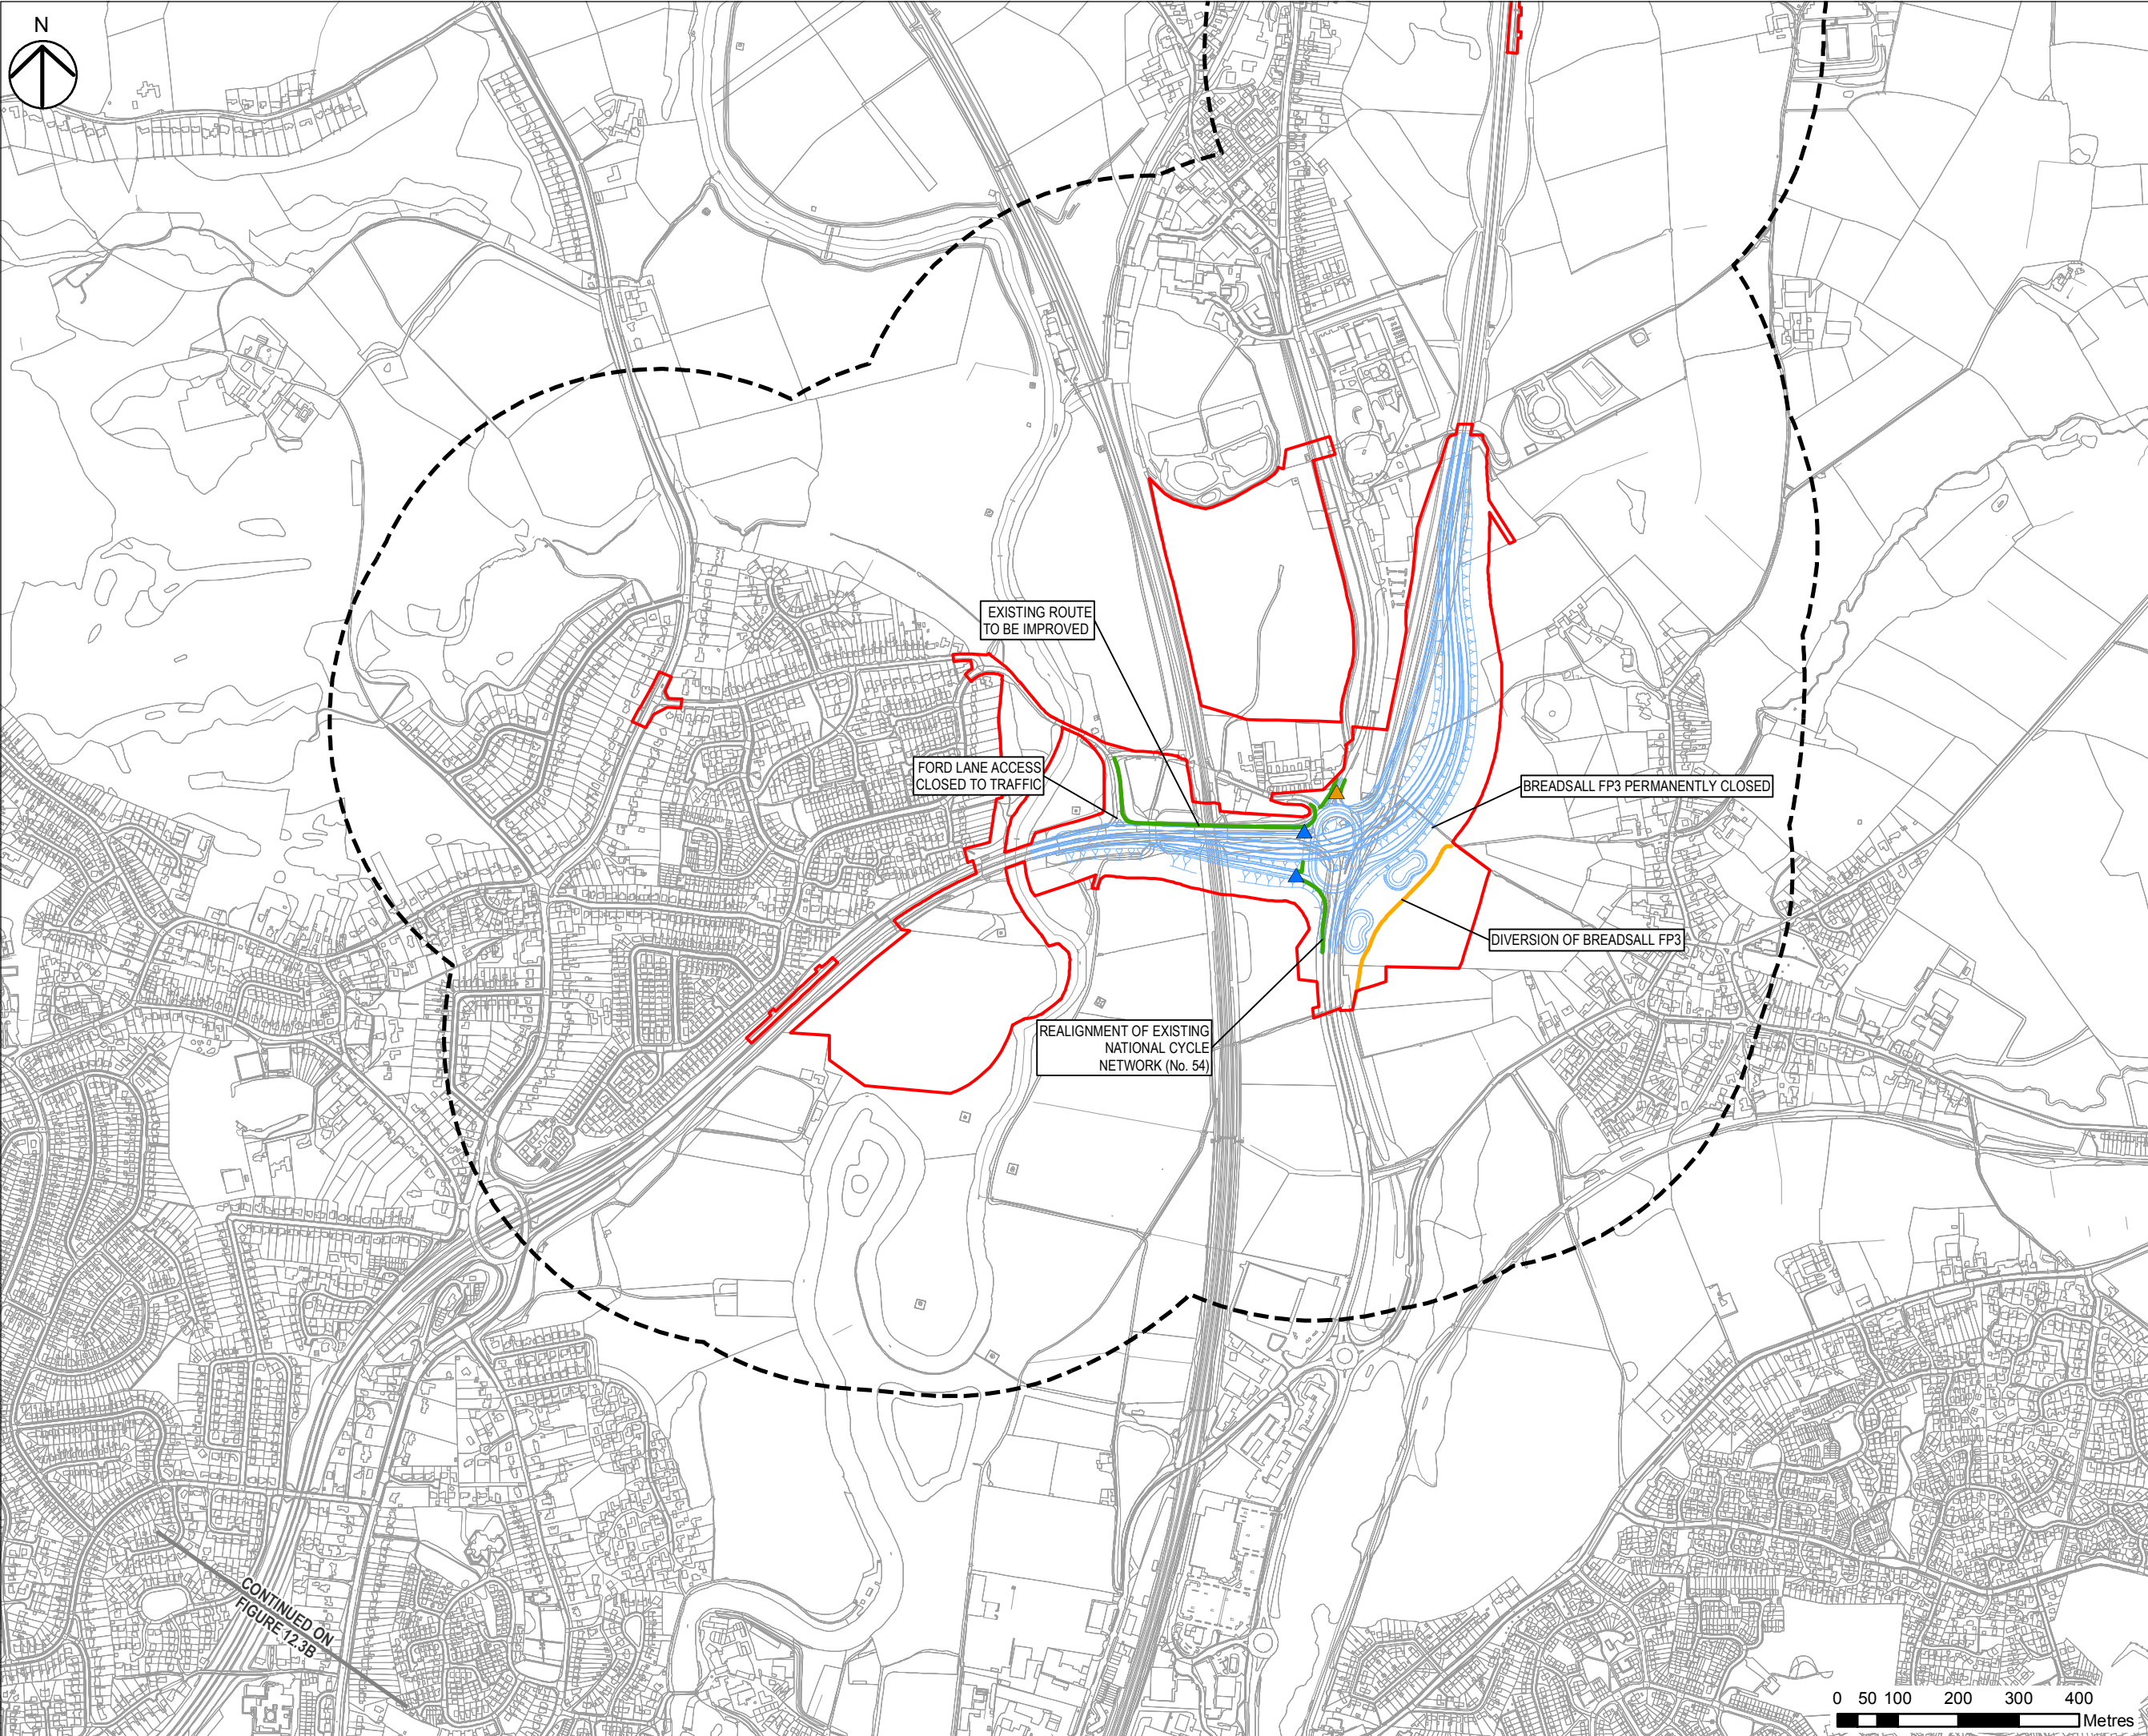 N
EXISTING ROUTE
TO BE IMPROVED
FORD LANE ACCESS
CLOSED TO TRAFFIC
BREADSALL FP3 PERMANENTLY CLOSED
DIVERSION OF BREADSALL FP3
REALIGNMENT OF EXISTING
NATIONAL CYCLE
NETWORK (No. 54)
CONTINUED ON
FIGURE 12.3B
0 50 100 200 300 400
Metres